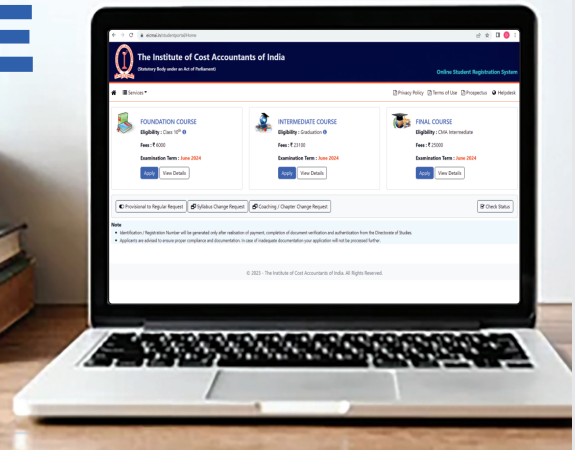 eicmai.in/studentportal/Home
The Institute of Cost Accountants of India
(Statutory Body under an Act of Parliament)
Online Student Registration System
Services
Privacy Policy Terms of Use Prospectus Helpdesk
FOUNDATION COURSE
Eligibility : Class 10th
Fees : ₹ 6000
Examination Term : June 2024
Apply View Details
INTERMEDIATE COURSE
Eligibility : Graduation
Fees : ₹ 23100
Examination Term : June 2024
Apply View Details
FINAL COURSE
Eligibility : CMA Intermediate
Fees : ₹ 25000
Examination Term : June 2024
Apply View Details
Provisional to Regular Request Syllabus Change Request Coaching / Chapter Change Request Check Status
Note
Identification / Registration Number will be generated only after realisation of payment, completion of document verification and authentication from the Directorate of Studies.
Applicants are advised to ensure proper compliance and documentation. In case of inadequate documentation your application will not be processed further.
© 2023 - The Institute of Cost Accountants of India, All Rights Reserved.